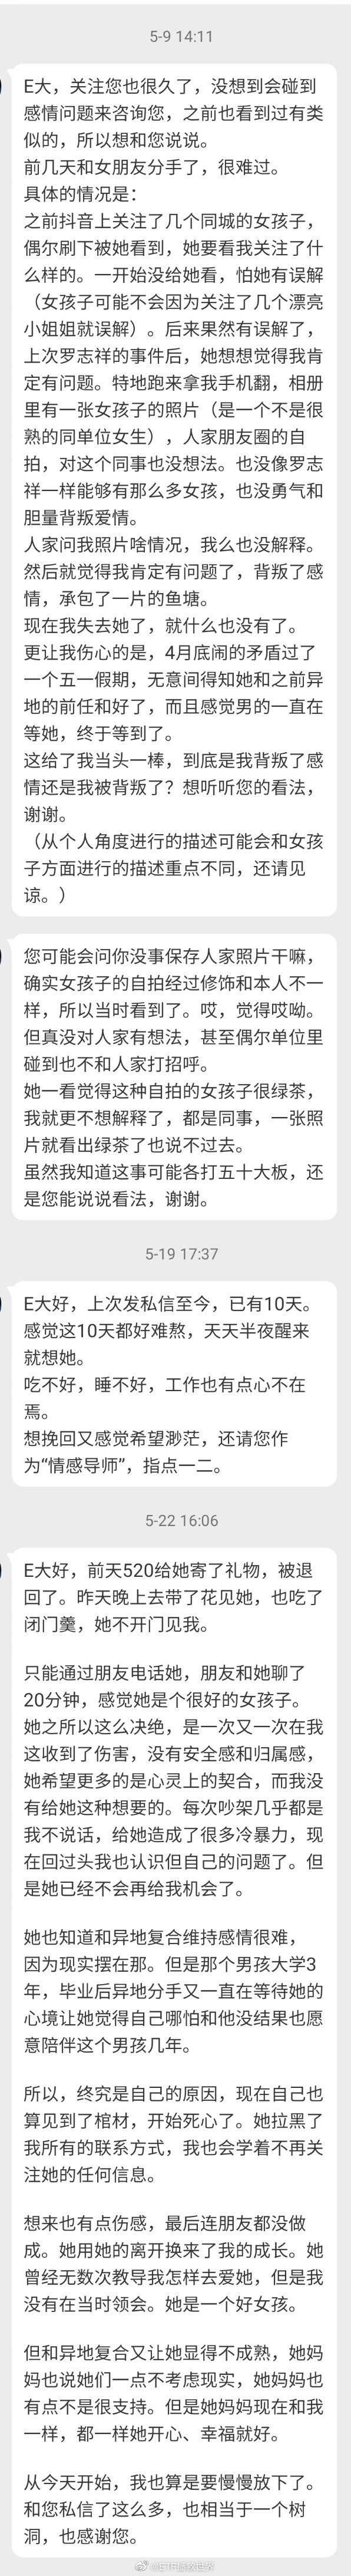 5-9 14:11
E大，关注您也很久了，没想到会碰到
感情问题来咨询您，之前也看到过有类
似的，所以想和您说说。
前几天和女朋友分手了，很难过。
具体的情况是：
之前抖音上关注了几个同城的女孩子，
偶尔刷下被她看到，她要看我关注了什
么样的。一开始没给她看，怕她有误解
（女孩子可能不会因为关注了几个漂亮
小姐姐就误解）。后来果然有误解了，
上次罗志祥的事件后，她想想觉得我肯
定有问题。特地跑来拿我手机翻，相册
里有一张女孩子的照片（是一个不是很
熟的同单位女生），人家朋友圈的自
拍，对这个同事也没想法。也没像罗志
祥一样能够有那么多女孩，也没勇气和
胆量背叛爱情。
人家问我照片啥情况，我么也没解释。
然后就觉得我肯定有问题了，背叛了感
情，承包了一片的鱼塘。
现在我失去她了，就什么也没有了。
更让我伤心的是，4月底闹的矛盾过了
一个五一假期，无意间得知她和之前异
地的前任和好了，而且感觉男的一直在
等她，终于等到了。
这给了我当头一棒，到底是我背叛了感
情还是我被背叛了？想听听您的看法，
谢谢。
（从个人角度进行的描述可能会和女孩
子方面进行的描述重点不同，还请见
谅。）
您可能会问你没事保存人家照片干嘛，
确实女孩子的自拍经过修饰和本人不一
样，所以当时看到了。哎，觉得哎呦。
但真没对人家有想法，甚至偶尔单位里
碰到也不和人家打招呼。
她一看觉得这种自拍的女孩子很绿茶，
我就更不想解释了，都是同事，一张照
片就看出绿茶了也说不过去。
虽然我知道这事可能各打五十大板，还
是您能说说看法，谢谢。
5-19 17:37
E大好，上次发私信至今，已有10天。
感觉这10天都好难熬，天天半夜醒来
就想她。
吃不好，睡不好，工作也有点心不在
焉。
想挽回又感觉希望渺茫，还请您作
为“情感导师”，指点一二。
5-22 16:06
E大好，前天520给她寄了礼物，被退
回了。昨天晚上去带了花见她，也吃了
闭门羹，她不开门见我。
只能通过朋友电话她，朋友和她聊了
20分钟，感觉她是个很好的女孩子。
她之所以这么决绝，是一次又一次在我
这收到了伤害，没有安全感和归属感，
她希望更多的是心灵上的契合，而我没
有给她这种想要的。每次吵架几乎都是
我不说话，给她造成了很多冷暴力，现
在回过头我也认识但自己的问题了。但
是她已经不会再给我机会了。
她也知道和异地复合维持感情很难，
因为现实摆在那。但是那个男孩大学3
年，毕业后异地分手又一直在等待她的
心境让她觉得自己哪怕和他没结果也愿
意陪伴这个男孩几年。
所以，终究是自己的原因，现在自己也
算见到了棺材，开始死心了。她拉黑了
我所有的联系方式，我也会学着不再关
注她的任何信息。
想来也有点伤感，最后连朋友都没做
成。她用她的离开换来了我的成长。她
曾经无数次教导我怎样去爱她，但是我
没有在当时领会。她是一个好女孩。
但和异地复合又让她显得不成熟，她妈
妈也说她们一点不考虑现实，她妈妈也
有点不是很支持。但是她妈妈现在和我
一样，都一样她开心、幸福就好。
从今天开始，我也算是要慢慢放下了。
和您私信了这么多，也相当于一个树
洞，也感谢您。